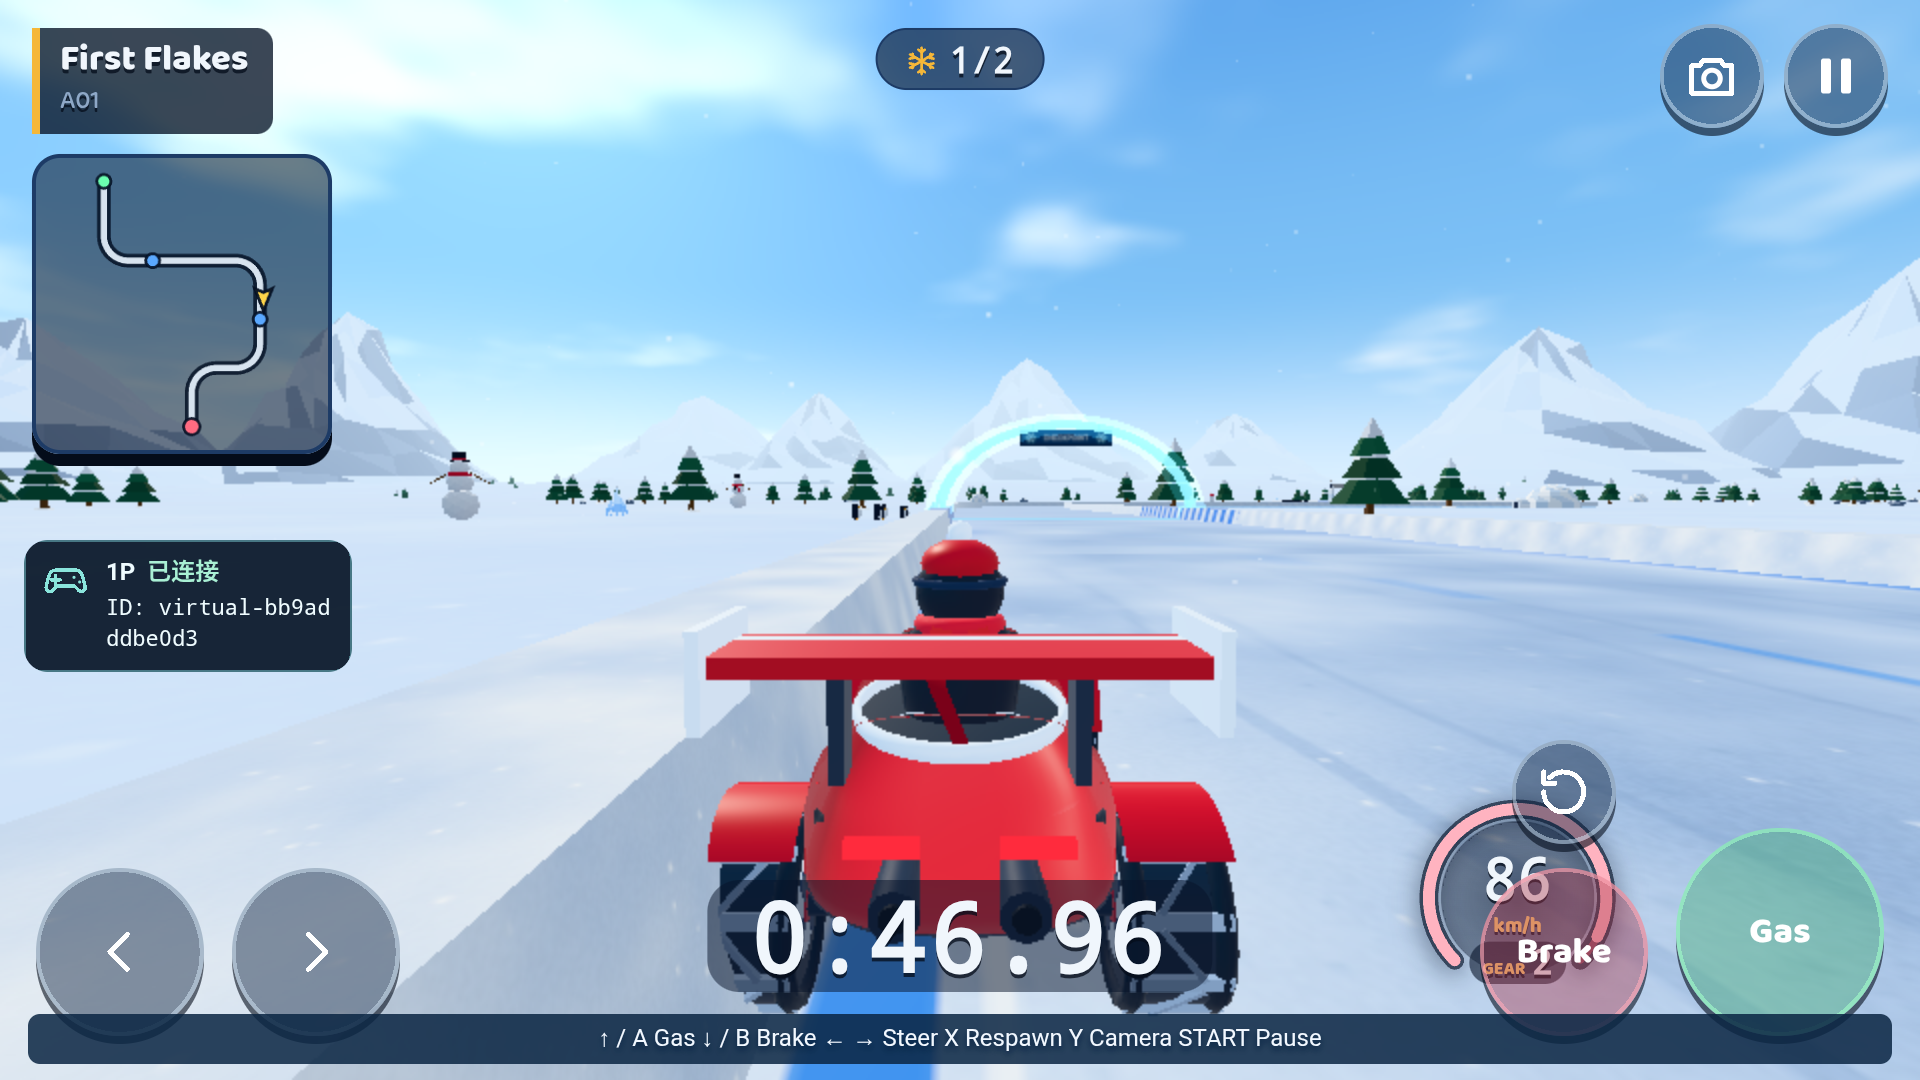 First Flakes
A01
1/2
1P 已连接
ID: virtual-bb9ad
ddbe0d3
86
km/h
GEAR 2
Brake
Gas
0:46.96
↑ / A Gas ↓ / B Brake ← → Steer X Respawn Y Camera START Pause